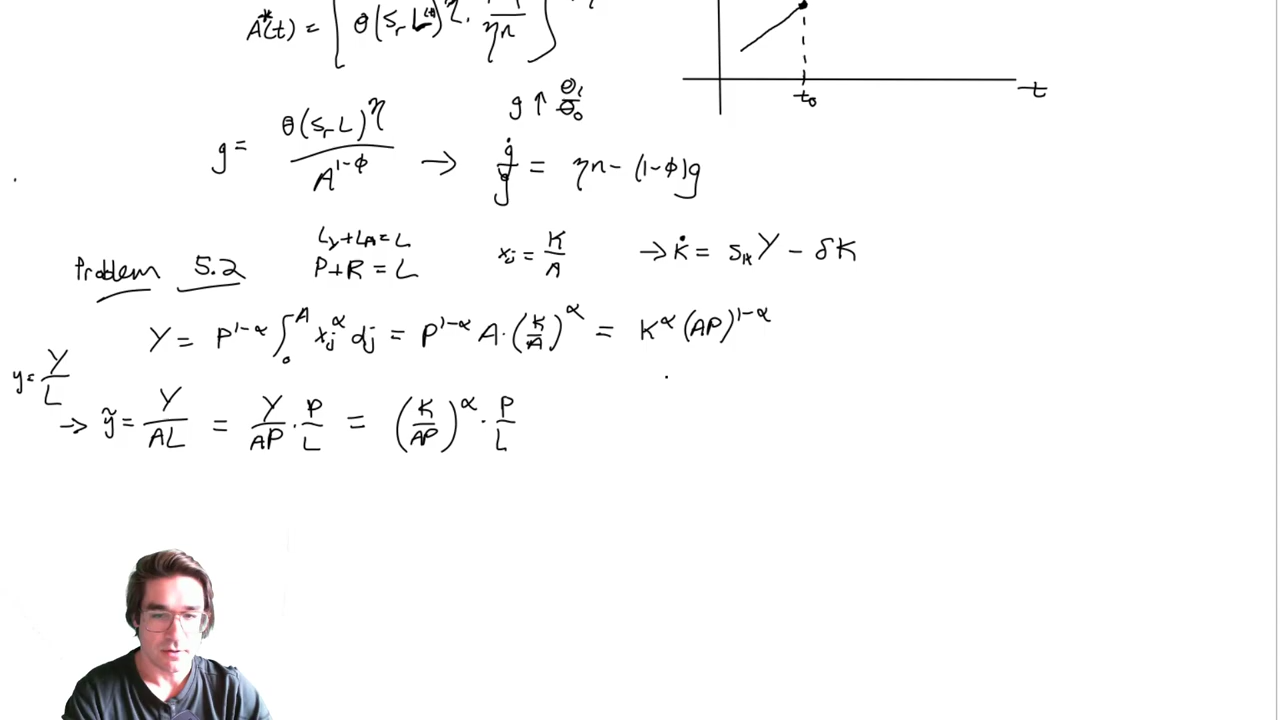 A*(t) = [ θ(s_r L(t))^η · / ηn ]
t
t₀
g ↑ θ₁/θ₀
g = θ(s_r L)^η / A^{1-φ} → ġ/g = ηn - (1-φ)g
L_Y + L_A = L
Problem 5.2 P + R = L x_j = K/A → K̇ = s_K Y - δK
Y = P^{1-α} ∫₀^A x_j^α dj = P^{1-α} A · (K/A)^α = K^α (AP)^{1-α}
y = Y/L
→ ỹ = Y/AL = Y/AP · P/L = (K/AP)^α · P/L